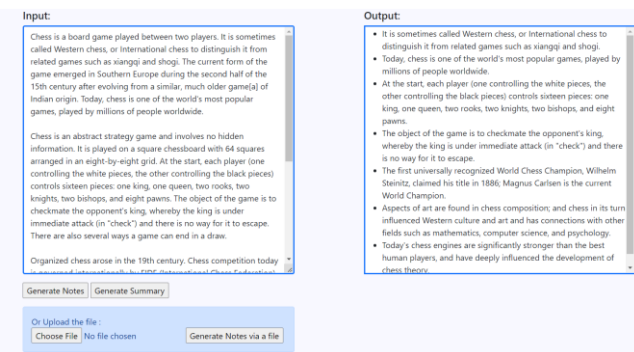 Input:
Chess is a board game played between two players. It is sometimes
called Western chess, or International chess to distinguish it from
related games such as xiangqi and shogi. The current form of the
game emerged in Southern Europe during the second half of the
15th century after evolving from a similar, much older game[a] of
Indian origin. Today, chess is one of the world's most popular
games, played by millions of people worldwide.
Chess is an abstract strategy game and involves no hidden
information. It is played on a square chessboard with 64 squares
arranged in an eight-by-eight grid. At the start, each player (one
controlling the white pieces, the other controlling the black pieces)
controls sixteen pieces: one king, one queen, two rooks, two
knights, two bishops, and eight pawns. The object of the game is to
checkmate the opponent's king, whereby the king is under
immediate attack (in "check") and there is no way for it to escape.
There are also several ways a game can end in a draw.
Organized chess arose in the 19th century. Chess competition today
is governed internationally by FIDE (International Chess Federation)
Generate Notes Generate Summary
Or Upload the file :
Choose File No file chosen Generate Notes via a file
Output:
• It is sometimes called Western chess, or International chess to
distinguish it from related games such as xiangqi and shogi.
• Today, chess is one of the world's most popular games, played by
millions of people worldwide.
• At the start, each player (one controlling the white pieces, the
other controlling the black pieces) controls sixteen pieces: one
king, one queen, two rooks, two knights, two bishops, and eight
pawns.
• The object of the game is to checkmate the opponent's king,
whereby the king is under immediate attack (in "check") and there
is no way for it to escape.
• The first universally recognized World Chess Champion, Wilhelm
Steinitz, claimed his title in 1886; Magnus Carlsen is the current
World Champion.
• Aspects of art are found in chess composition; and chess in its turn
influenced Western culture and art and has connections with other
fields such as mathematics, computer science, and psychology.
• Today's chess engines are significantly stronger than the best
human players, and have deeply influenced the development of
chess theory.